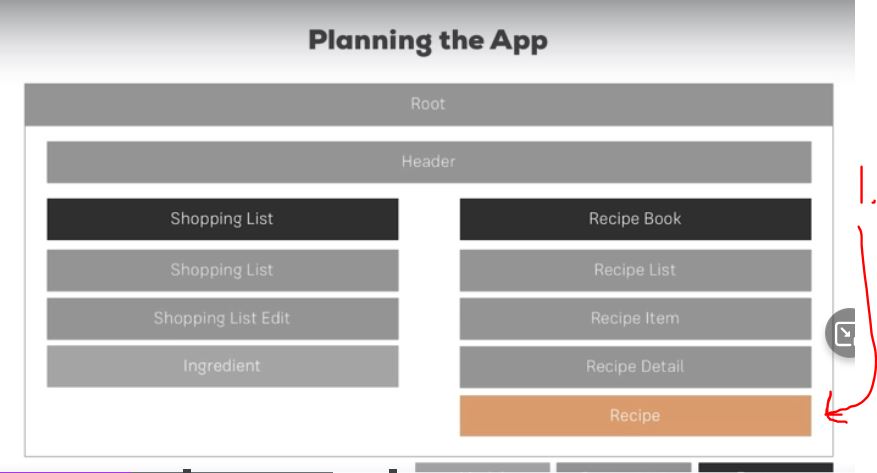 Planning the App
Root
Header
Shopping List
Shopping List
Shopping List Edit
Ingredient
Recipe Book
Recipe List
Recipe Item
Recipe Detail
Recipe
1.